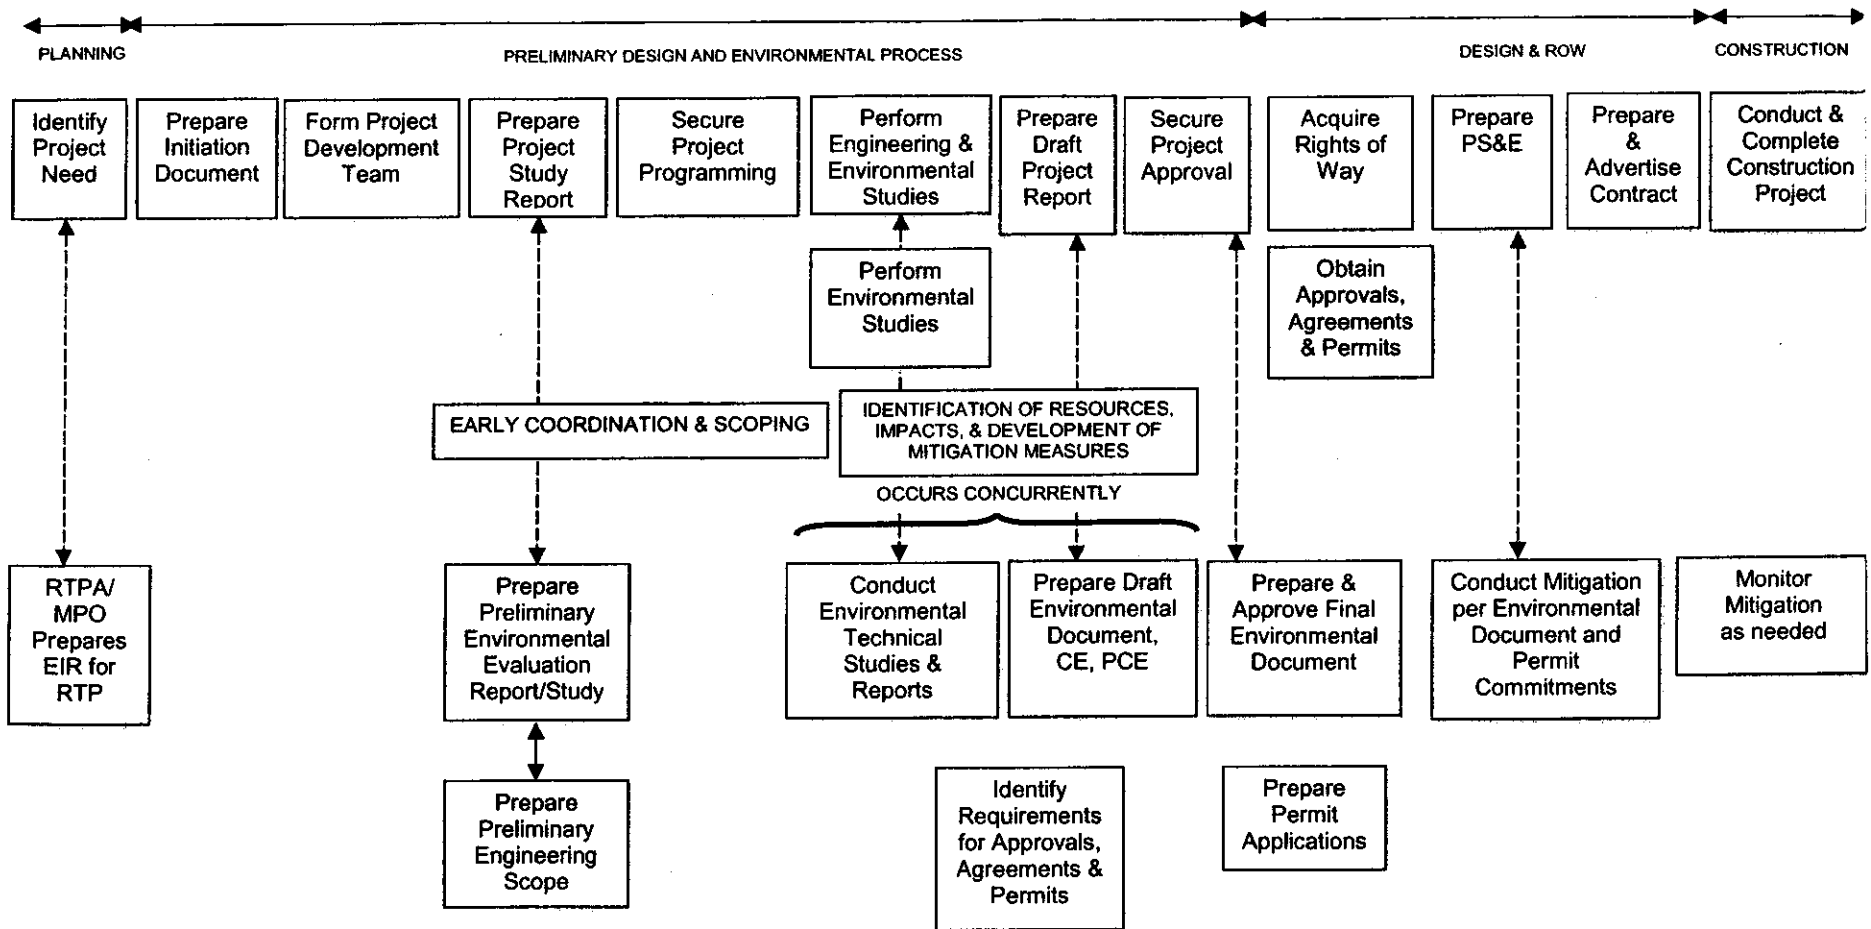 PLANNING
PRELIMINARY DESIGN AND ENVIRONMENTAL PROCESS
DESIGN & ROW
CONSTRUCTION
Identify
Project
Need
Prepare
Initiation
Document
Form Project
Development
Team
Prepare
Project
Study
Report
Secure
Project
Programming
Perform
Engineering &
Environmental
Studies
Prepare
Draft
Project
Report
Secure
Project
Approval
Acquire
Rights of
Way
Prepare
PS&E
Prepare
&
Advertise
Contract
Conduct &
Complete
Construction
Project
Perform
Environmental
Studies
Obtain
Approvals,
Agreements
& Permits
EARLY COORDINATION & SCOPING
IDENTIFICATION OF RESOURCES,
IMPACTS, & DEVELOPMENT OF
MITIGATION MEASURES
OCCURS CONCURRENTLY
RTPA/
MPO
Prepares
EIR for
RTP
Prepare
Preliminary
Environmental
Evaluation
Report/Study
Conduct
Environmental
Technical
Studies &
Reports
Prepare Draft
Environmental
Document,
CE, PCE
Prepare &
Approve Final
Environmental
Document
Conduct Mitigation
per Environmental
Document and
Permit
Commitments
Monitor
Mitigation
as needed
Prepare
Preliminary
Engineering
Scope
Identify
Requirements
for Approvals,
Agreements &
Permits
Prepare
Permit
Applications